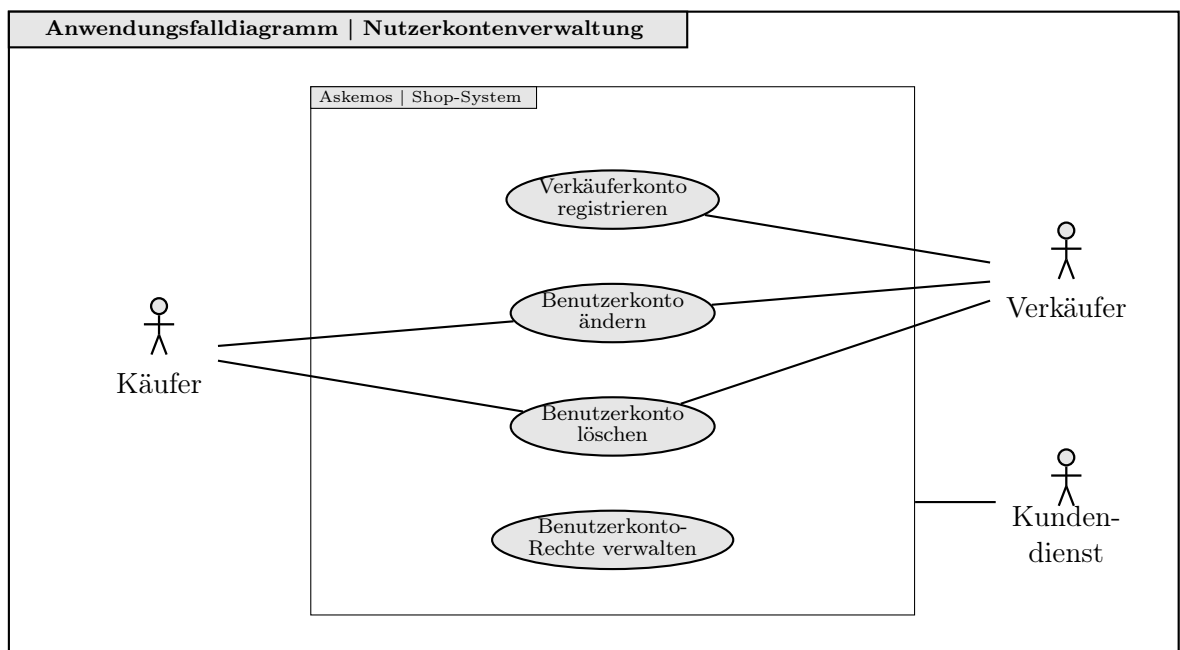 Anwendungsfalldiagramm | Nutzerkontenverwaltung
Askemos | Shop-System
Verkäuferkonto
registrieren
Benutzerkonto
ändern
Verkäufer
Käufer
Benutzerkonto
löschen
Benutzerkonto-
Rechte verwalten
Kunden-
dienst